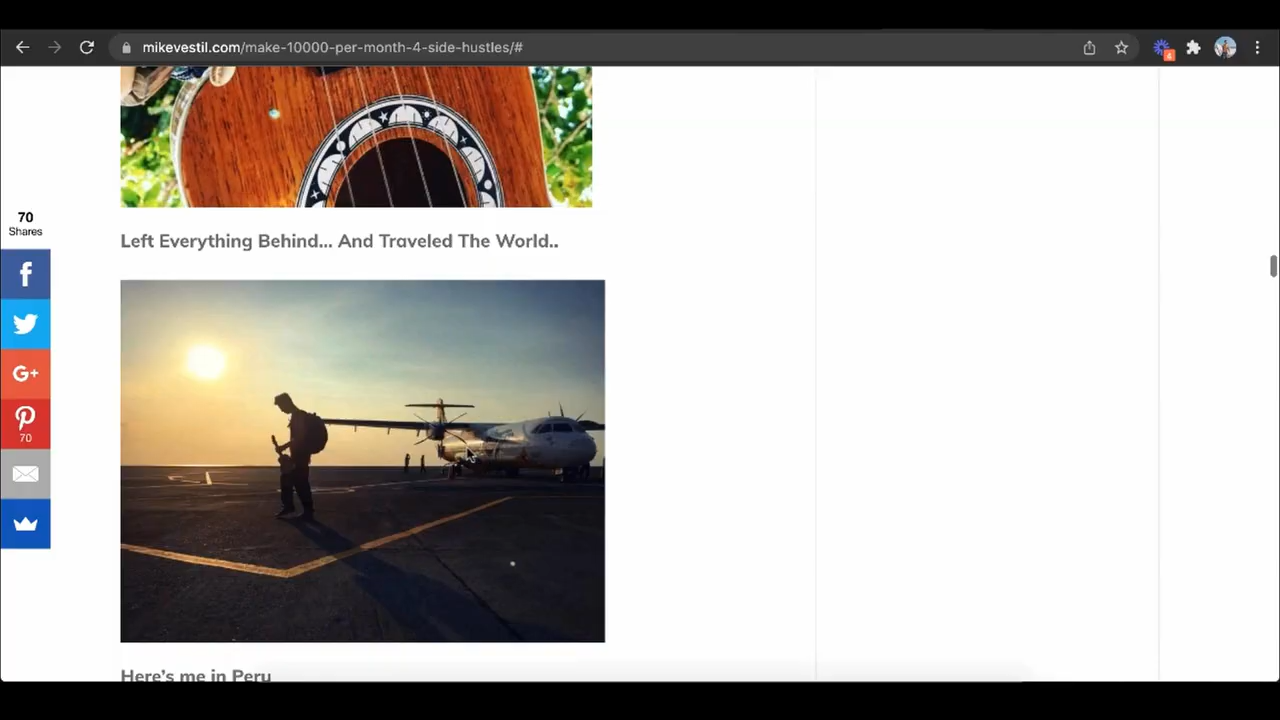 mikevestil.com/make-10000-per-month-4-side-hustles/#
6
70
Shares
Left Everything Behind... And Traveled The World..
f
G+
70
Here's me in Peru